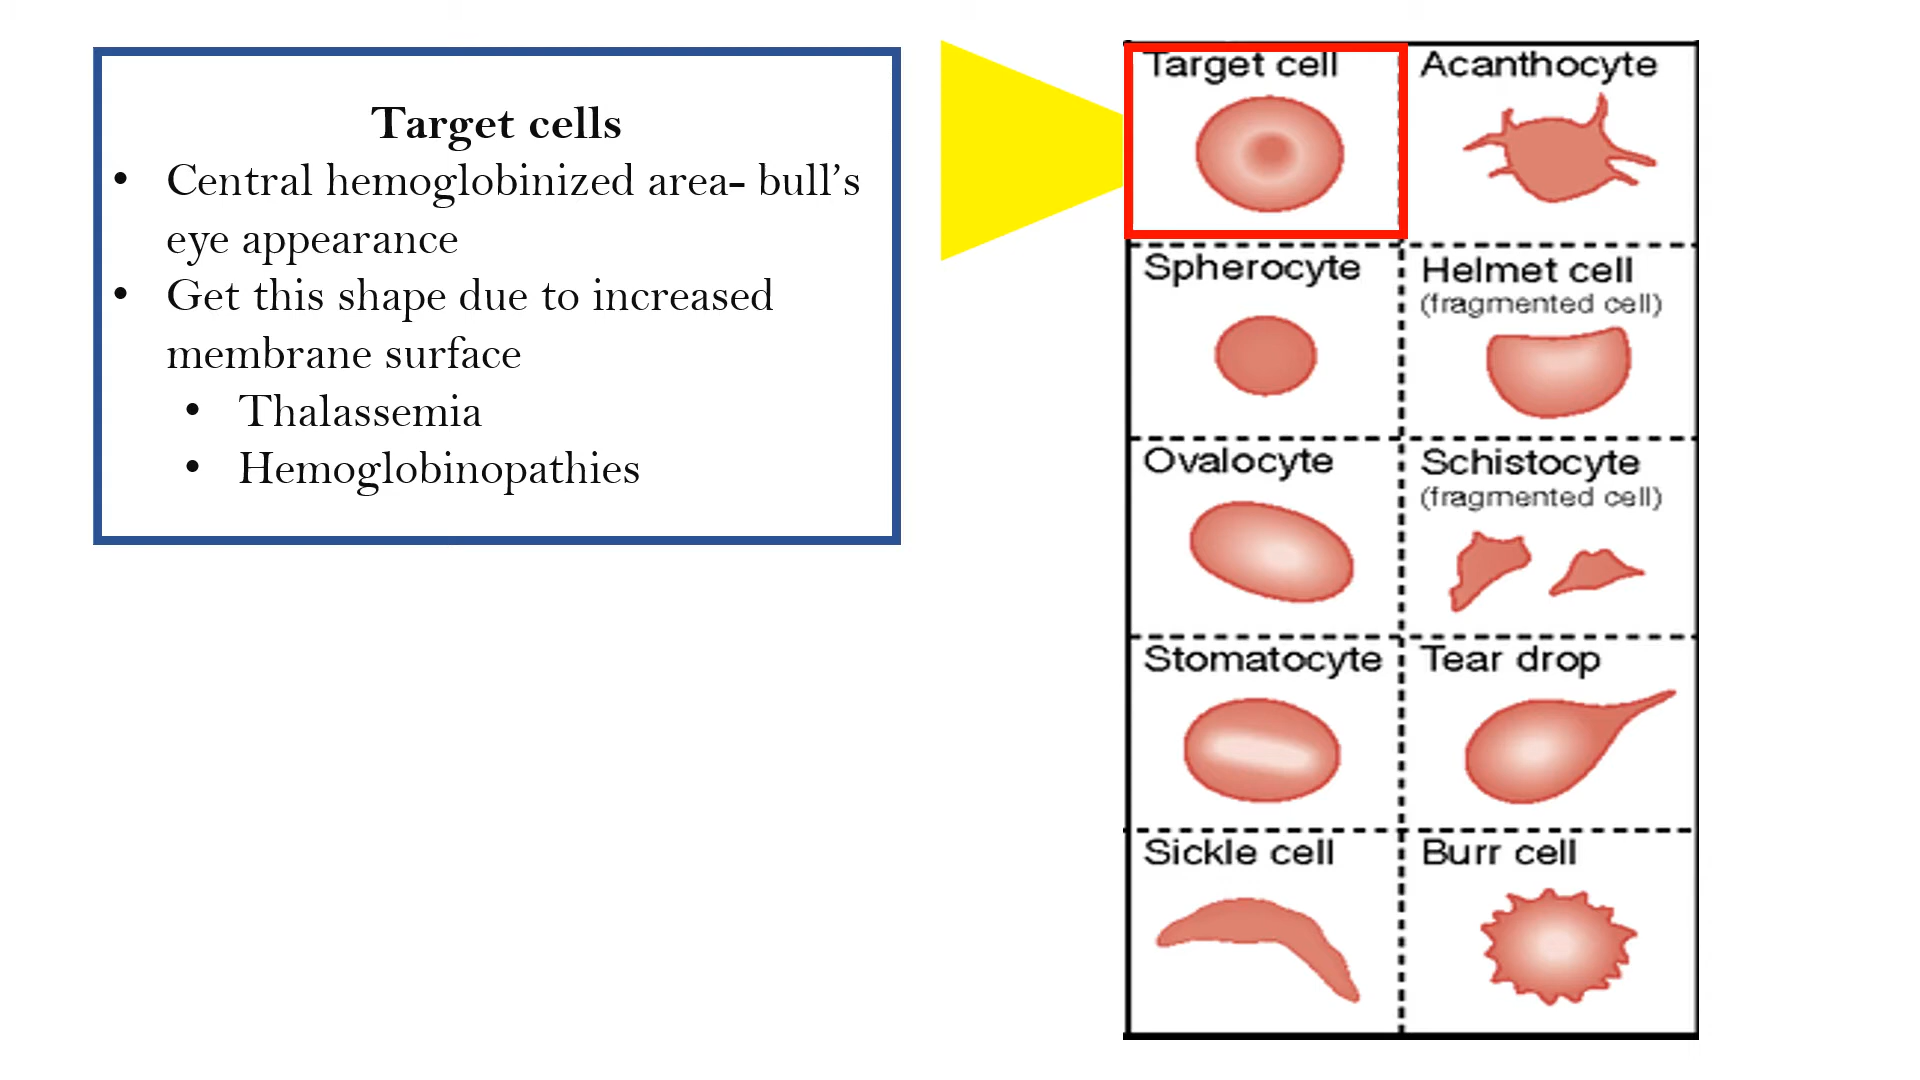 Target cells
• Central hemoglobinized area- bull’s
eye appearance
• Get this shape due to increased
membrane surface
• Thalassemia
• Hemoglobinopathies
Target cell
Acanthocyte
Spherocyte
Helmet cell
(fragmented cell)
Ovalocyte
Schistocyte
(fragmented cell)
Stomatocyte
Tear drop
Sickle cell
Burr cell